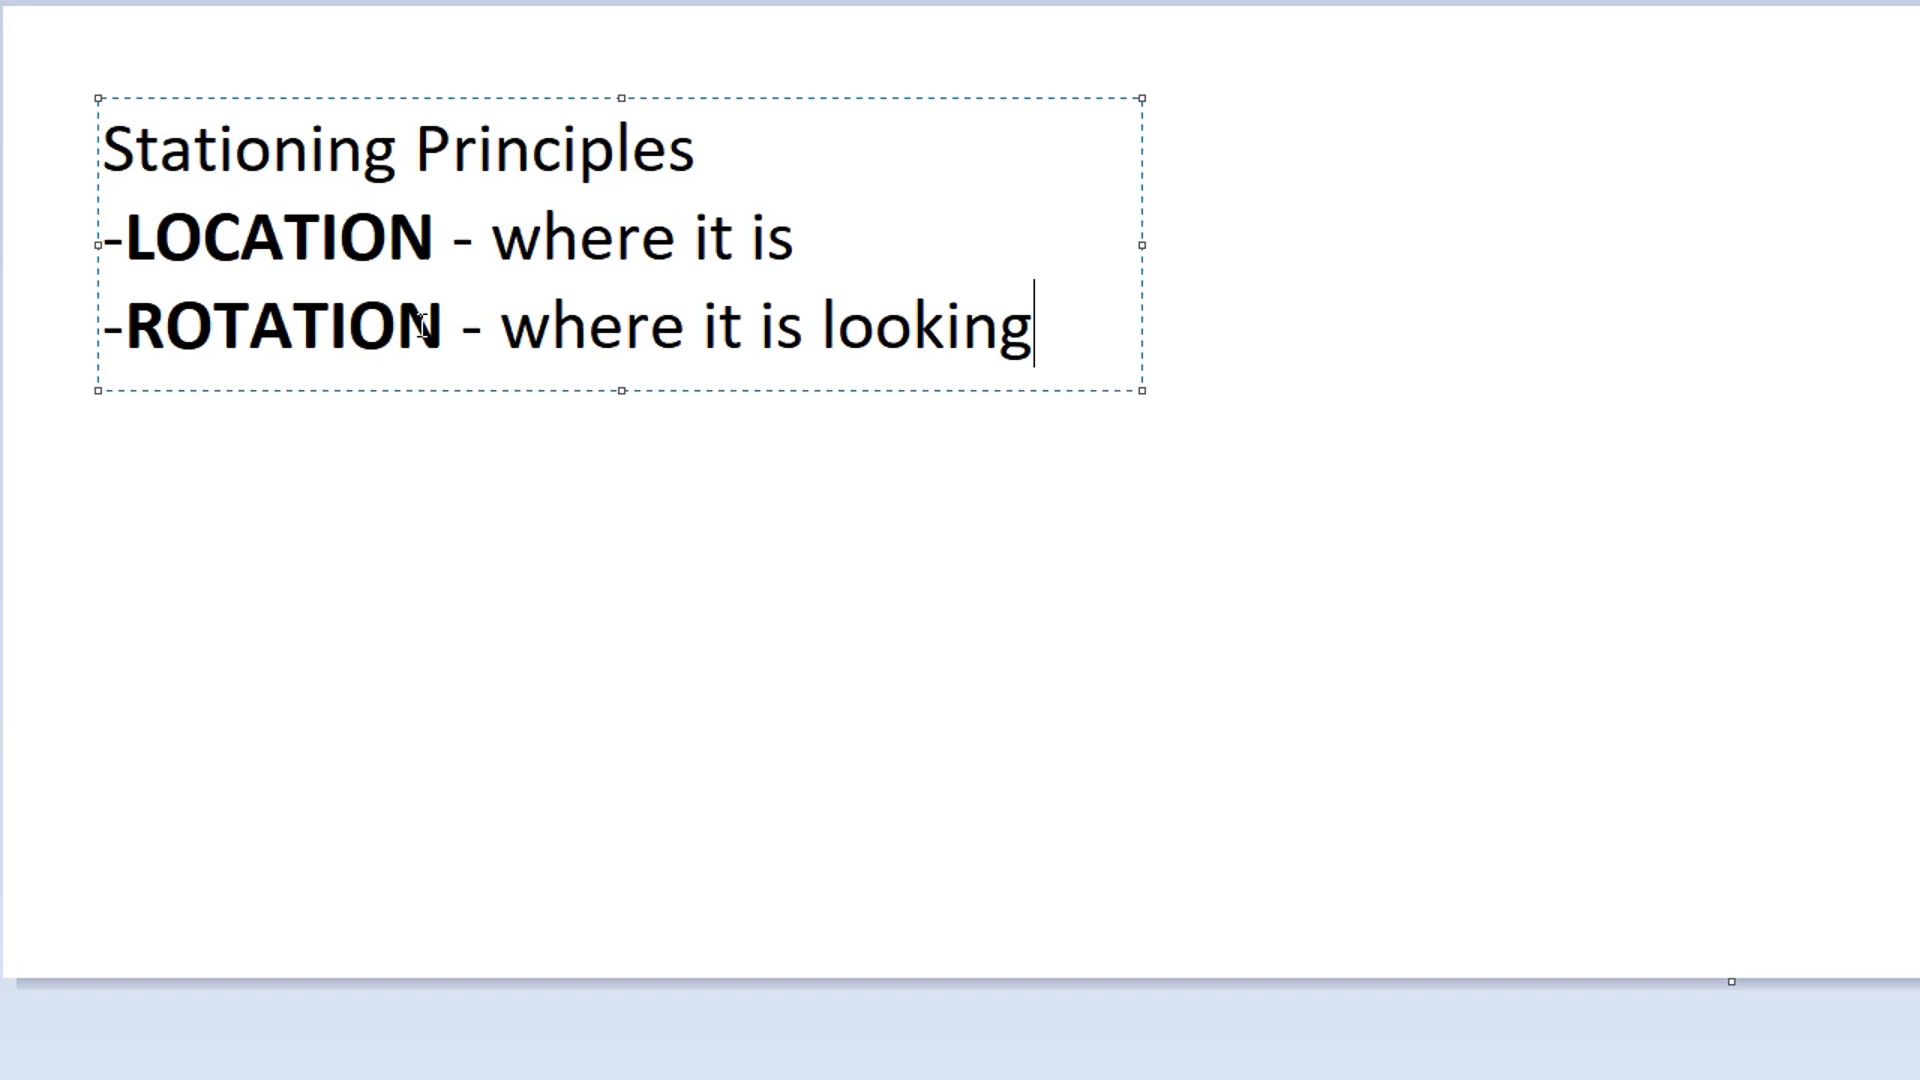 Stationing Principles
-LOCATION - where it is
-ROTATION - where it is looking